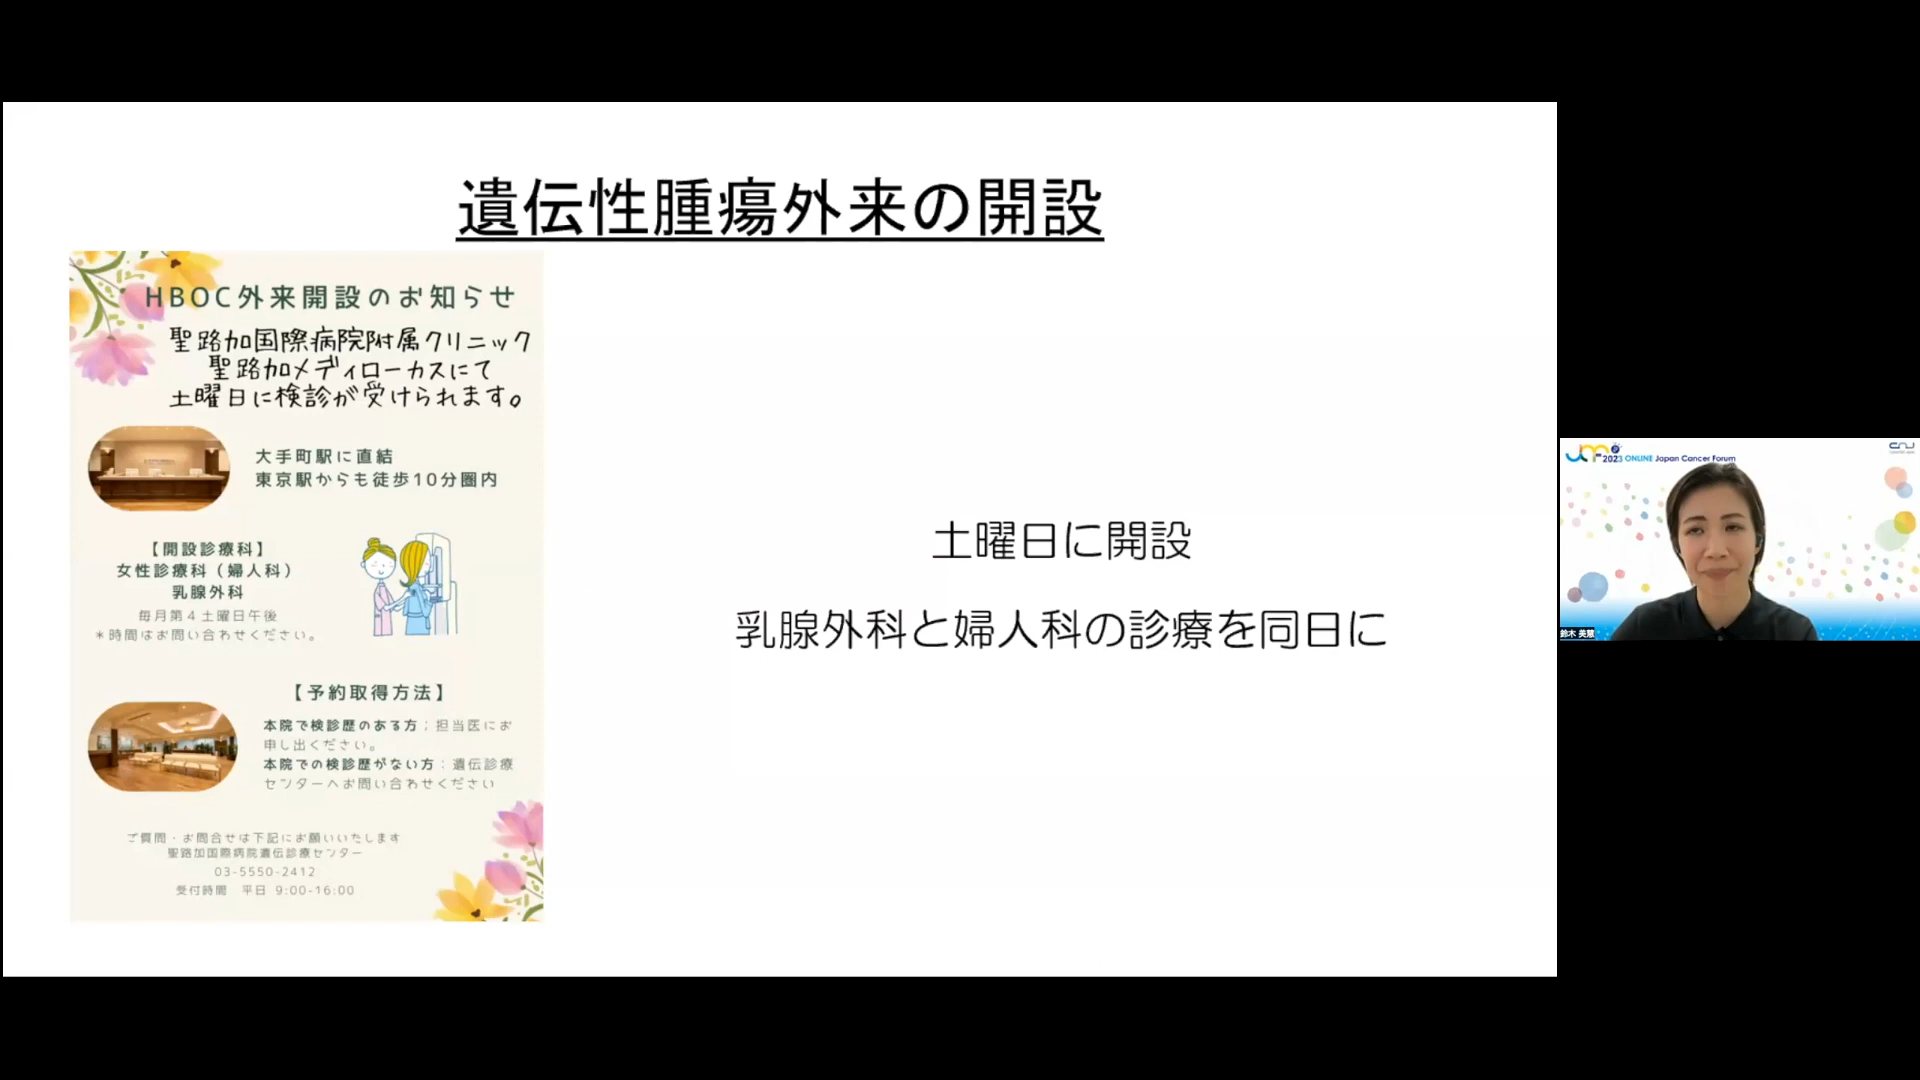 遺伝性腫瘍外来の開設
HBOC外来開設のお知らせ
聖路加国際病院附属クリニック
聖路加メディローカスにて
土曜日に検診が受けられます。
大手町駅に直結
東京駅からも徒歩10分圏内
【開設診療科】
女性診療科（婦人科）
乳腺外科
毎月第４土曜日午後
＊時間はお問い合わせください。
【予約取得方法】
本院で検診歴のある方；担当医にお
申し出ください。
本院での検診歴がない方：遺伝診療
センターへお問い合わせください
ご質問・お問合せは下記にお願いいたします
聖路加国際病院遺伝診療センター
03-5550-2412
受付時間　平日 9:00-16:00
土曜日に開設
乳腺外科と婦人科の診療を同日に
2023 ONLINE Japan Cancer Forum
鈴木 美慧